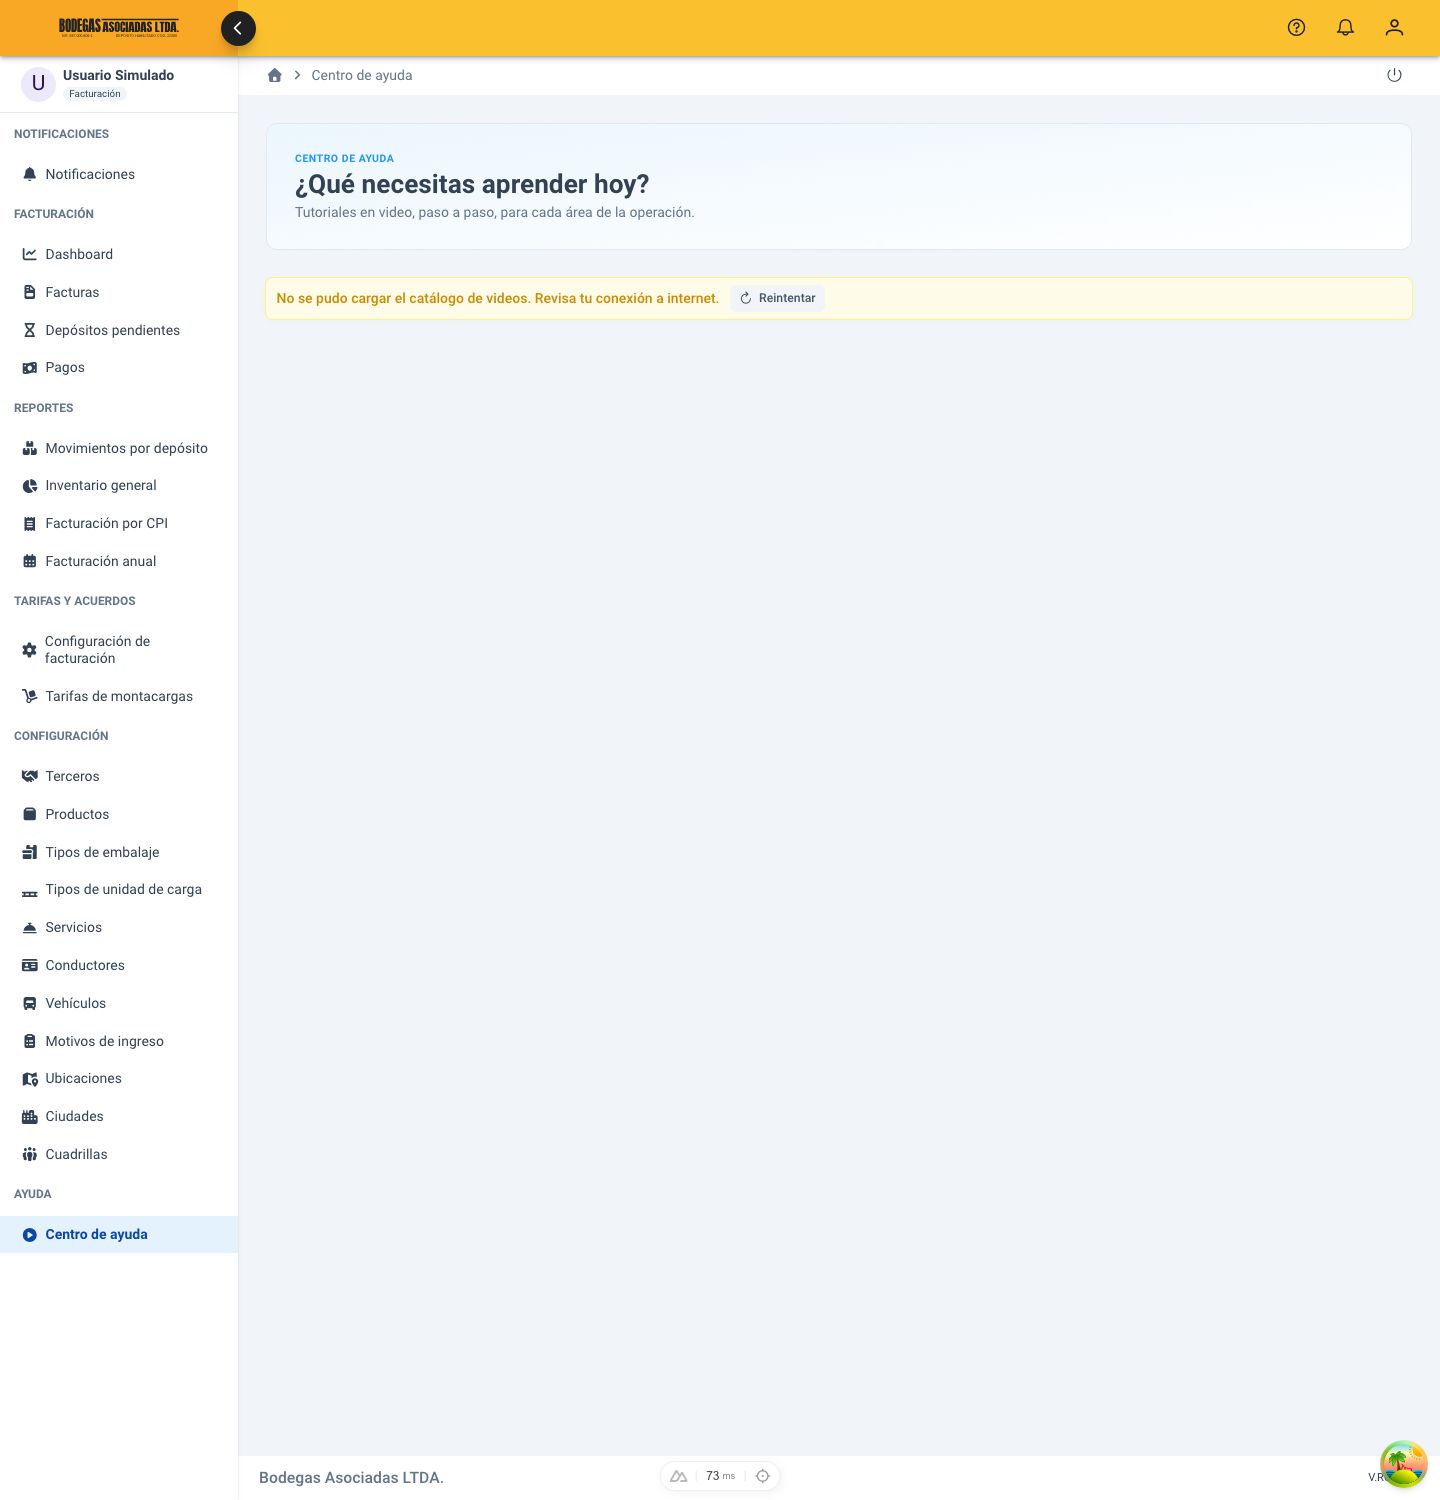 BODEGAS ASOCIADAS LTDA.
U
Usuario Simulado
Facturación
Centro de ayuda
NOTIFICACIONES
Notificaciones
FACTURACIÓN
Dashboard
Facturas
Depósitos pendientes
Pagos
REPORTES
Movimientos por depósito
Inventario general
Facturación por CPI
Facturación anual
TARIFAS Y ACUERDOS
Configuración de
facturación
Tarifas de montacargas
CONFIGURACIÓN
Terceros
Productos
Tipos de embalaje
Tipos de unidad de carga
Servicios
Conductores
Vehículos
Motivos de ingreso
Ubicaciones
Ciudades
Cuadrillas
AYUDA
Centro de ayuda
CENTRO DE AYUDA
¿Qué necesitas aprender hoy?
Tutoriales en video, paso a paso, para cada área de la operación.
No se pudo cargar el catálogo de videos. Revisa tu conexión a internet. Reintentar
Bodegas Asociadas LTDA.
73 ms